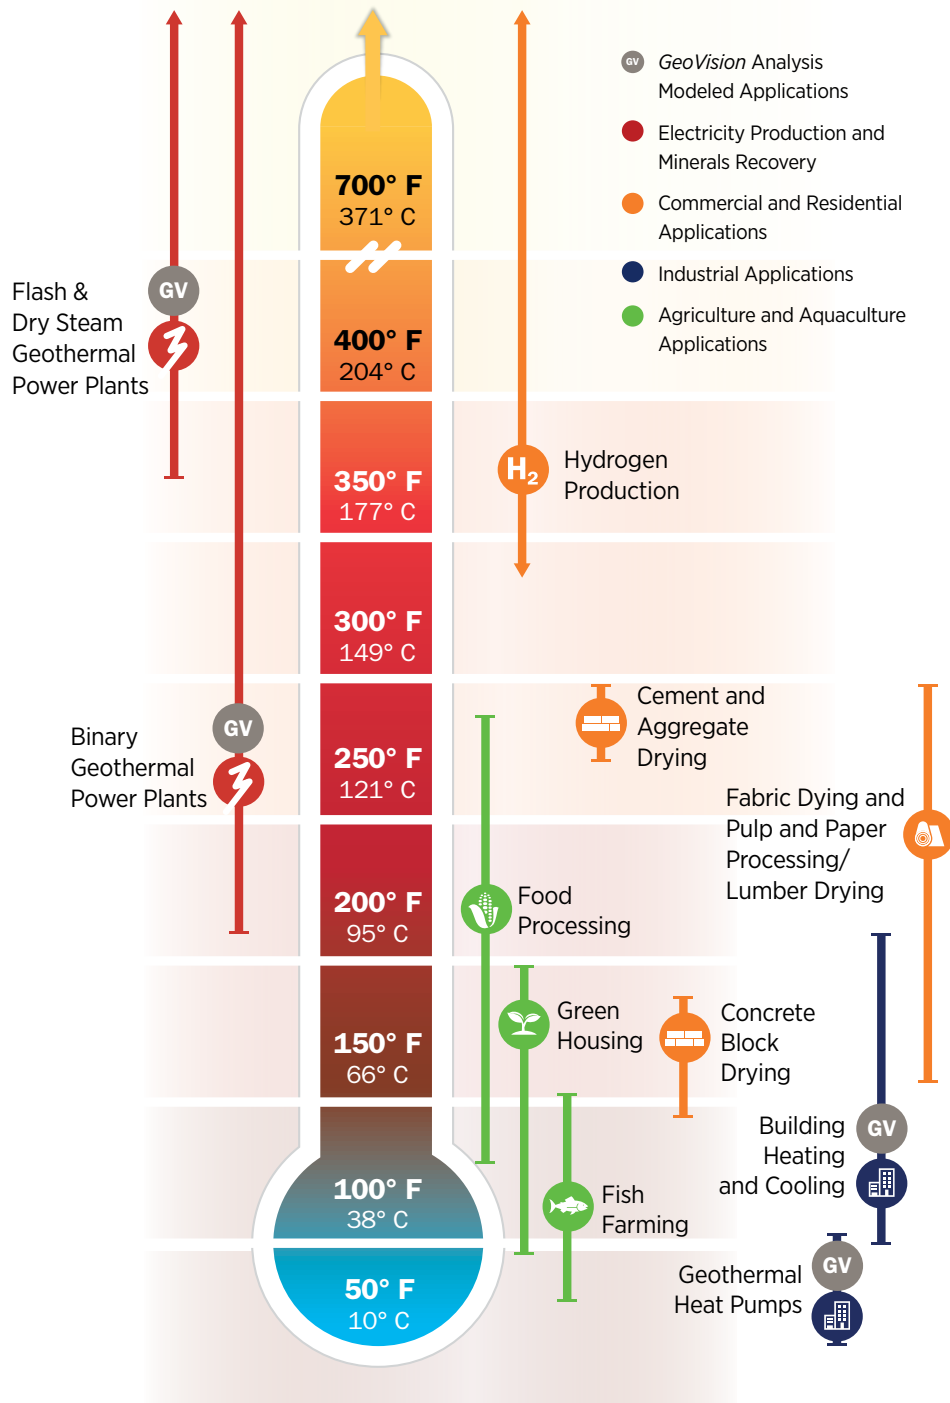 GV
GeoVision Analysis
Modeled Applications
Electricity Production and
Minerals Recovery
Commercial and Residential
Applications
Industrial Applications
Agriculture and Aquaculture
Applications
700° F
371° C
Flash &
Dry Steam
Geothermal
Power Plants
GV
400° F
204° C
350° F
177° C
H2
Hydrogen
Production
300° F
149° C
Binary
Geothermal
Power Plants
GV
250° F
121° C
Cement and
Aggregate
Drying
Fabric Dying and
Pulp and Paper
Processing/
Lumber Drying
200° F
95° C
Food
Processing
150° F
66° C
Green
Housing
Concrete
Block
Drying
Building
Heating
and Cooling
GV
100° F
38° C
Fish
Farming
Geothermal
Heat Pumps
GV
50° F
10° C